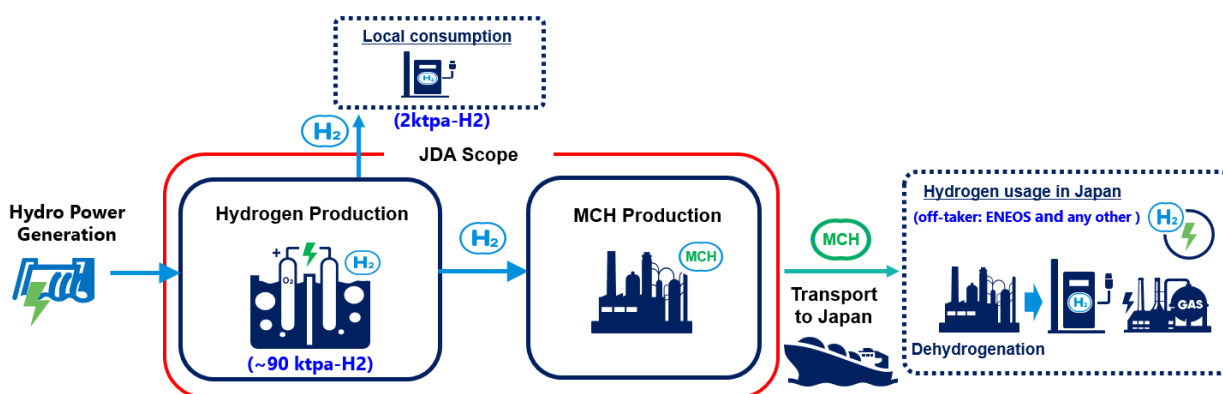 Local consumption
H₂
(2ktpa-H2)
H₂
JDA Scope
Hydro Power
Generation
Hydrogen Production
+
-
O₂
H₂
(~90 ktpa-H2)
H₂
MCH Production
MCH
MCH
Transport
to Japan
Hydrogen usage in Japan
(off-taker: ENEOS and any other )
H₂
H₂
GAS
Dehydrogenation